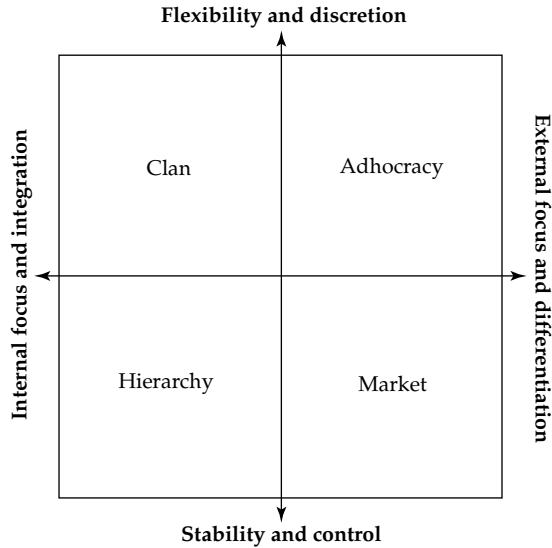 Flexibility and discretion
Internal focus and integration
External focus and differentiation
Clan
Adhocracy
Hierarchy
Market
Stability and control